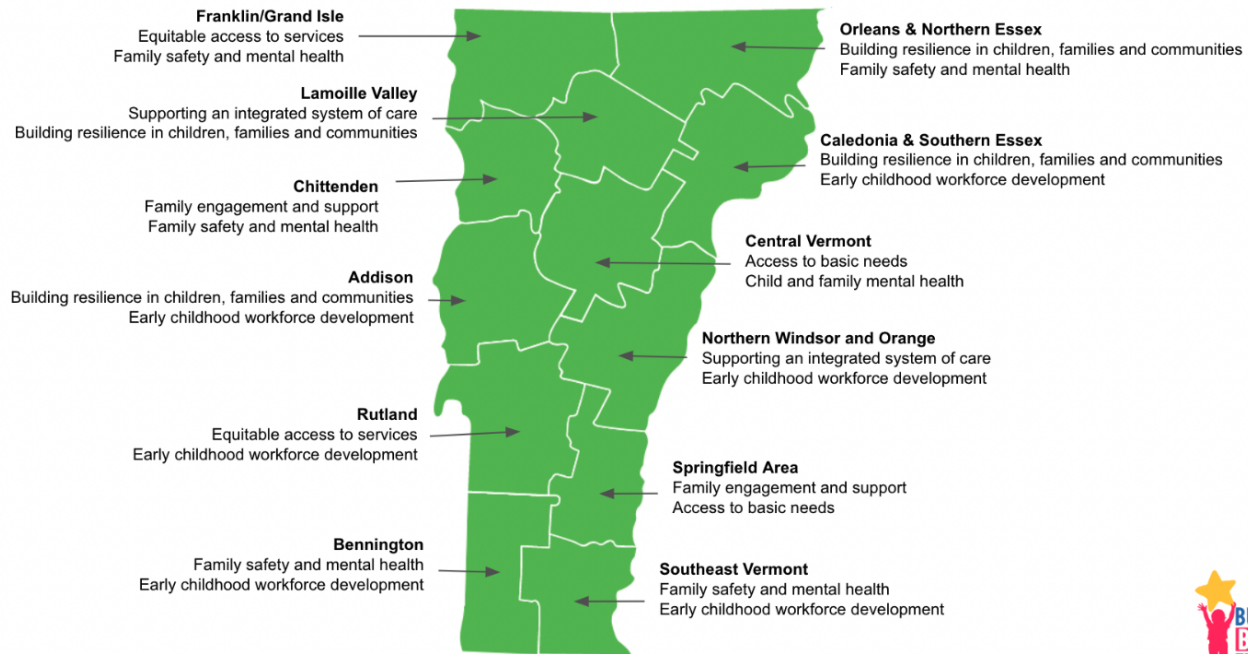 Franklin/Grand Isle
Equitable access to services
Family safety and mental health
Orleans & Northern Essex
Building resilience in children, families and communities
Family safety and mental health
Lamoille Valley
Supporting an integrated system of care
Building resilience in children, families and communities
Caledonia & Southern Essex
Building resilience in children, families and communities
Early childhood workforce development
Chittenden
Family engagement and support
Family safety and mental health
Central Vermont
Access to basic needs
Child and family mental health
Addison
Building resilience in children, families and communities
Early childhood workforce development
Northern Windsor and Orange
Supporting an integrated system of care
Early childhood workforce development
Rutland
Equitable access to services
Early childhood workforce development
Springfield Area
Family engagement and support
Access to basic needs
Bennington
Family safety and mental health
Early childhood workforce development
Southeast Vermont
Family safety and mental health
Early childhood workforce development